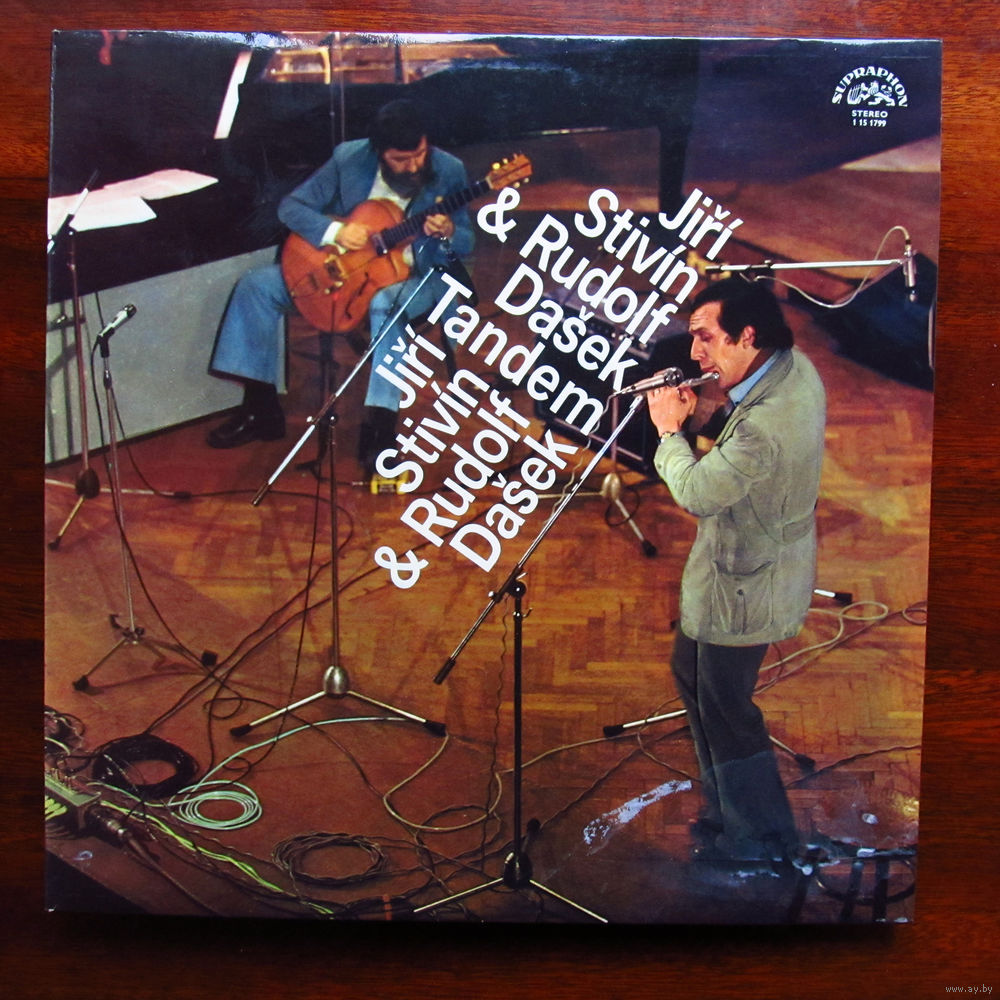 SUPRAPHON
STEREO
1 15 1799
Jiří
Stivín
& Rudolf
Dašek
Tandem
Jiří
Stivín
& Rudolf
Dašek
www.ay.by